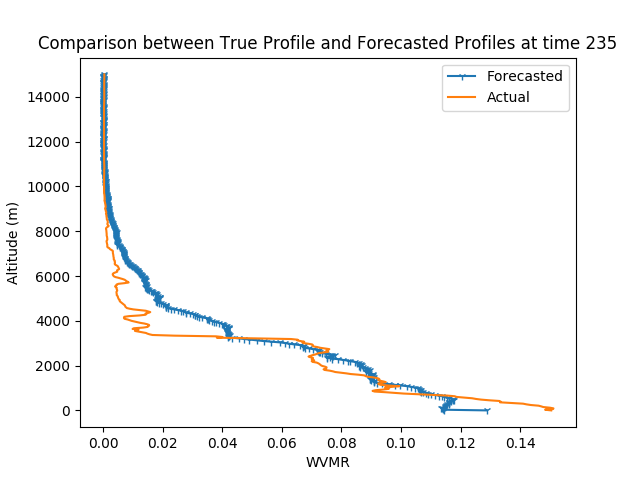 Comparison between True Profile and Forecasted Profiles at time 235
Forecasted
Actual
14000
12000
10000
8000
6000
4000
2000
0
Altitude (m)
0.00 0.02 0.04 0.06 0.08 0.10 0.12 0.14
WVMR